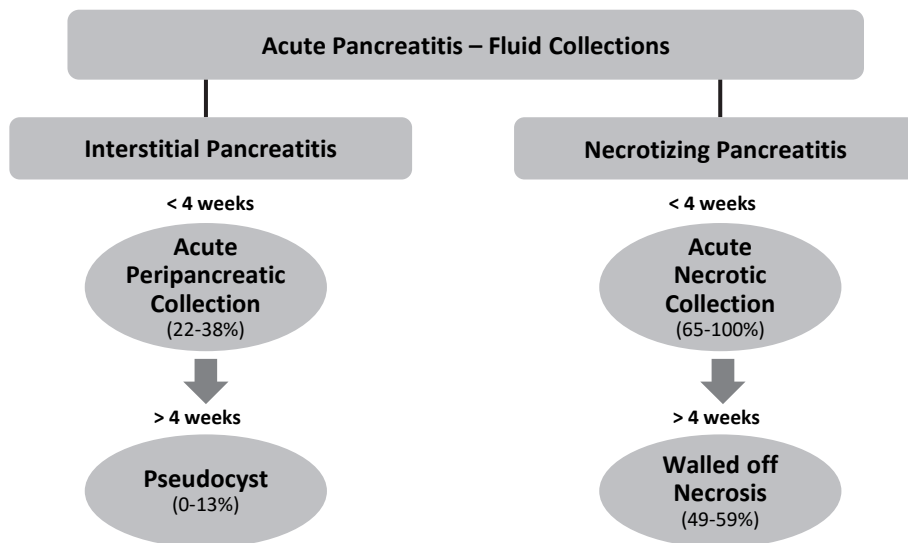 Acute Pancreatitis – Fluid Collections
Interstitial Pancreatitis
Necrotizing Pancreatitis
< 4 weeks
< 4 weeks
Acute
Peripancreatic
Collection
(22-38%)
Acute
Necrotic
Collection
(65-100%)
> 4 weeks
> 4 weeks
Pseudocyst
(0-13%)
Walled off
Necrosis
(49-59%)